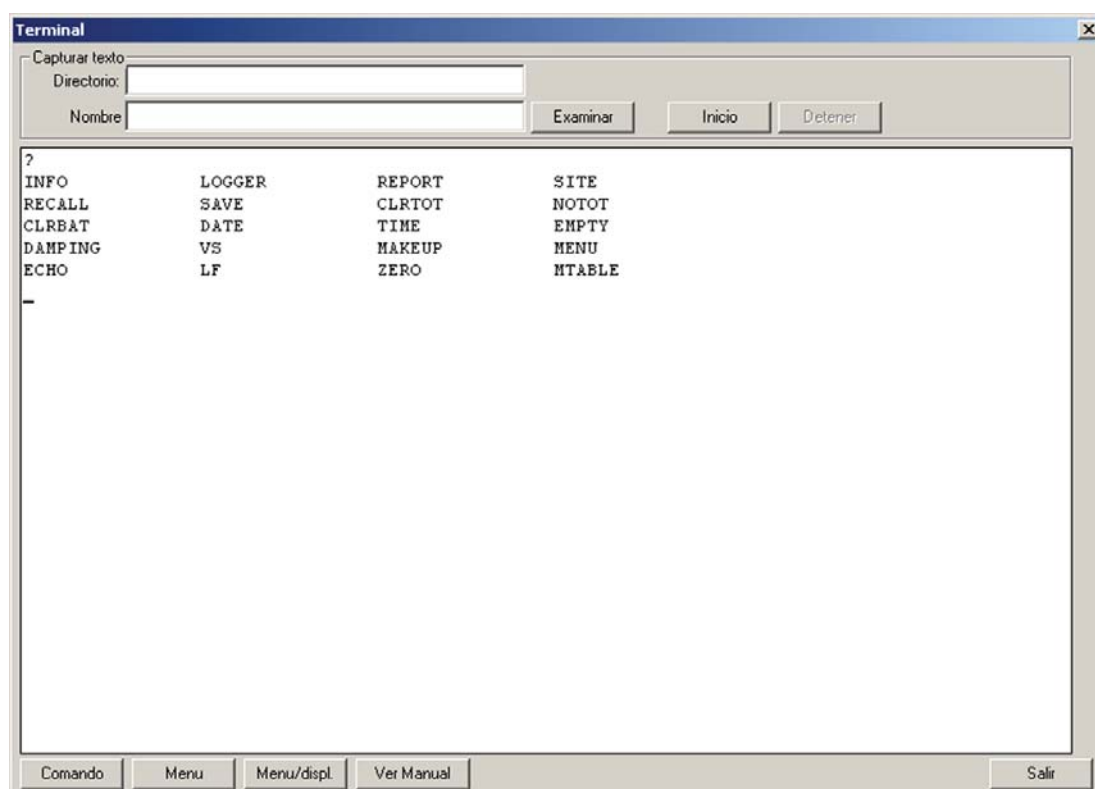 Terminal
Capturar texto
Directorio:
Nombre Examinar Inicio Detener
?
INFO LOGGER REPORT SITE
RECALL SAVE CLRTOT NOTOT
CLRBAT DATE TIME EMPTY
DAMPING VS MAKEUP MENU
ECHO LF ZERO MTABLE
Comando Menu Menu/displ. Ver Manual Salir